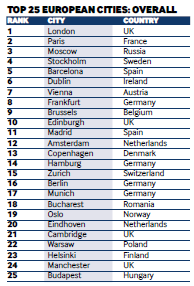 TOP 25 EUROPEAN CITIES: OVERALL
RANK CITY COUNTRY
1 London UK
2 Paris France
3 Moscow Russia
4 Stockholm Sweden
5 Barcelona Spain
6 Dublin Ireland
7 Vienna Austria
8 Frankfurt Germany
9 Brussels Belgium
10 Edinburgh UK
11 Madrid Spain
12 Amsterdam Netherlands
13 Copenhagen Denmark
14 Hamburg Germany
15 Zurich Switzerland
16 Berlin Germany
17 Munich Germany
18 Bucharest Romania
19 Oslo Norway
20 Eindhoven Netherlands
21 Cambridge UK
22 Warsaw Poland
23 Helsinki Finland
24 Manchester UK
25 Budapest Hungary